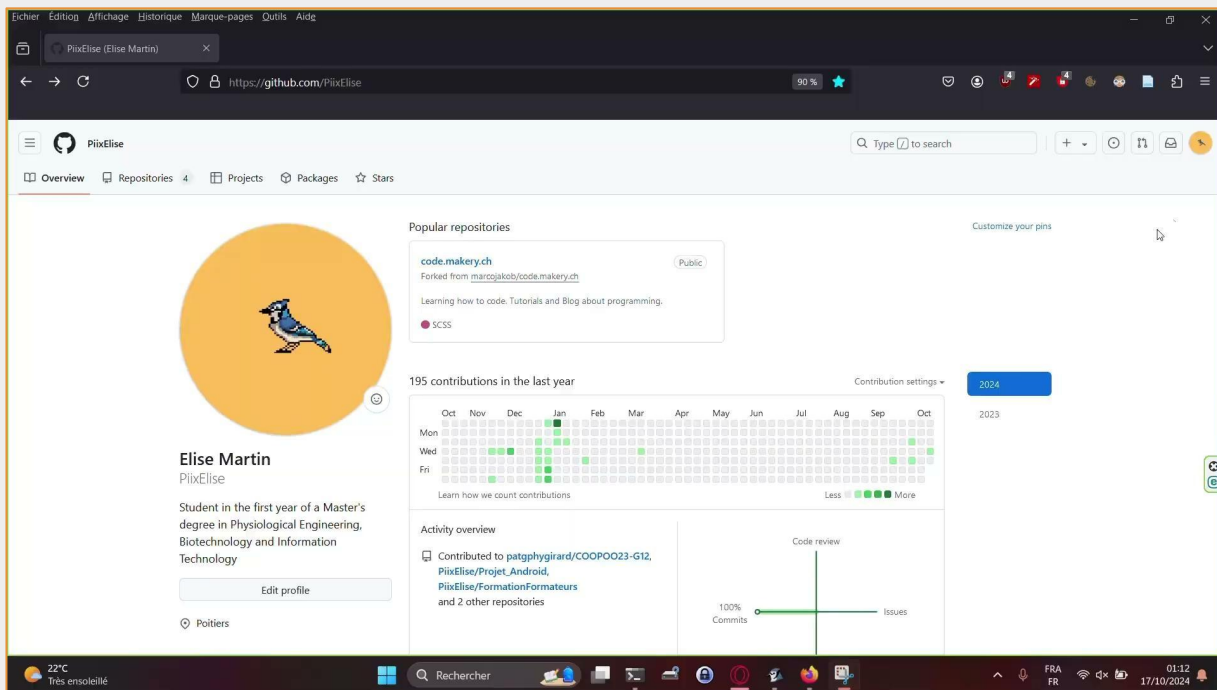 Fichier Édition Affichage Historique Marque-pages Outils Aide
PiixElise (Elise Martin)
https://github.com/PiixElise
90 %
4
4
PiixElise
Type / to search
Overview Repositories 4 Projects Packages Stars
Popular repositories
Customize your pins
code.makery.ch Public
Forked from marcojakob/code.makery.ch
Learning how to code. Tutorials and Blog about programming.
SCSS
195 contributions in the last year
Contribution settings
2024
2023
Oct Nov Dec Jan Feb Mar Apr May Jun Jul Aug Sep Oct
Mon
Wed
Fri
Learn how we count contributions
Less More
Elise Martin
PiixElise
Student in the first year of a Master's
degree in Physiological Engineering,
Biotechnology and Information
Technology
Edit profile
Poitiers
Activity overview
Contributed to patgphygirard/COOPOO23-G12,
PiixElise/Projet_Android,
PiixElise/FormationFormateurs
and 2 other repositories
Code review
100%
Commits
Issues
22°C
Très ensoleillé
Rechercher
FRA
FR
01:12
17/10/2024